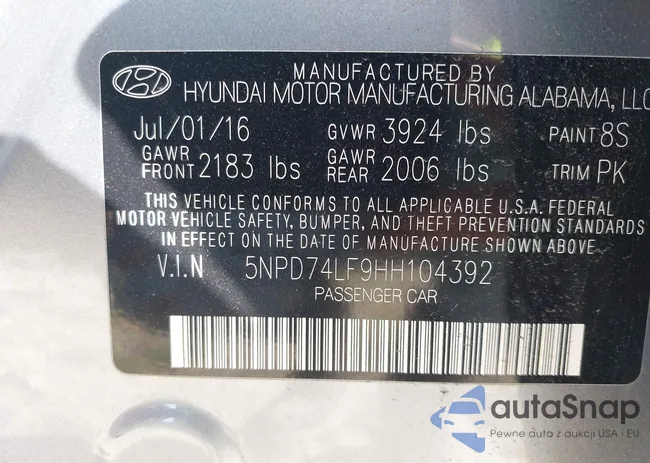 MANUFACTURED BY
HYUNDAI MOTOR MANUFACTURING ALABAMA, LLC
Jul/01/16 GVWR 3924 lbs PAINT 8S
GAWR FRONT 2183 lbs GAWR REAR 2006 lbs TRIM PK
THIS VEHICLE CONFORMS TO ALL APPLICABLE U.S.A. FEDERAL
MOTOR VEHICLE SAFETY, BUMPER, AND THEFT PREVENTION STANDARDS
IN EFFECT ON THE DATE OF MANUFACTURE SHOWN ABOVE
V.I.N 5NPD74LF9HH104392
PASSENGER CAR
autaSnap
Pewne auta z aukcji USA i EU